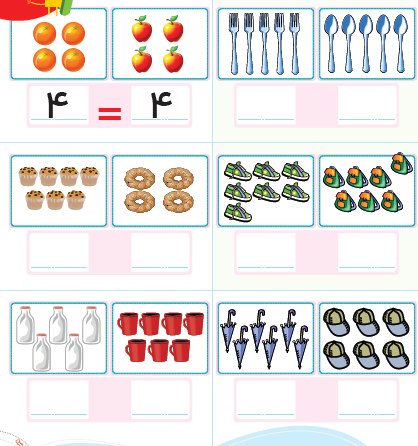 ۴ = ۴